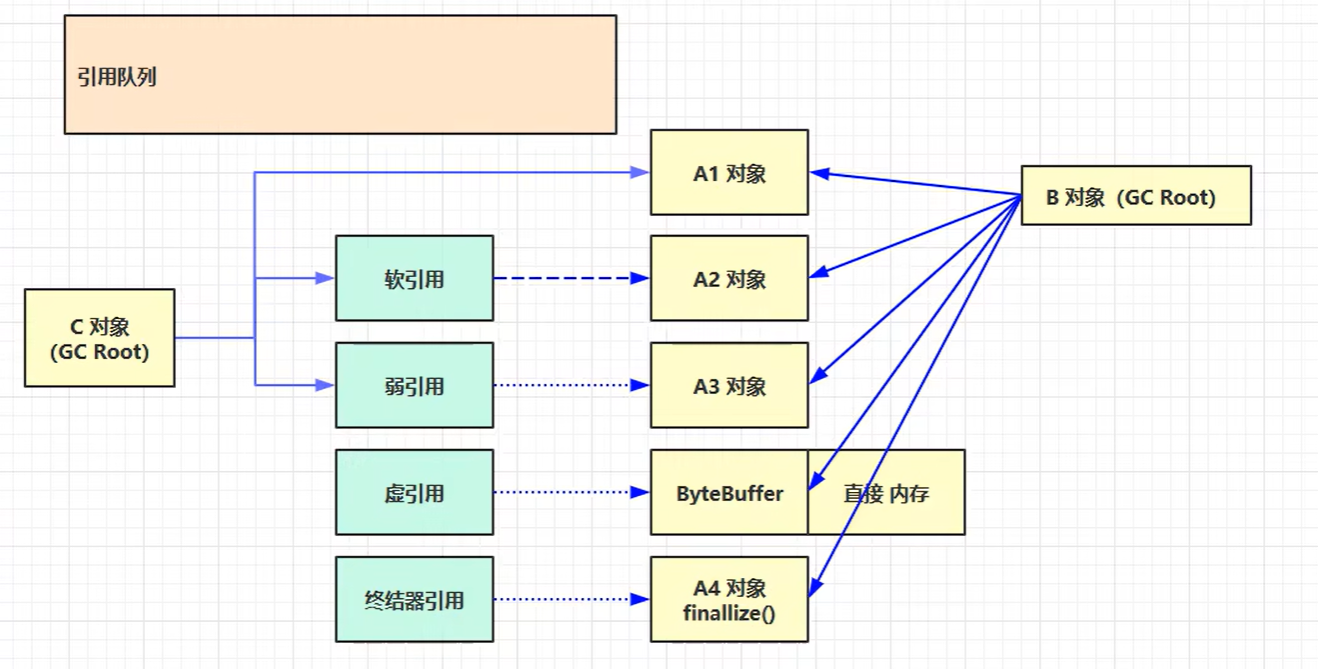 引用队列
A1 对象
B 对象 (GC Root)
软引用
A2 对象
C 对象
(GC Root)
弱引用
A3 对象
虚引用
ByteBuffer
直接 内存
终结器引用
A4 对象
finallize()